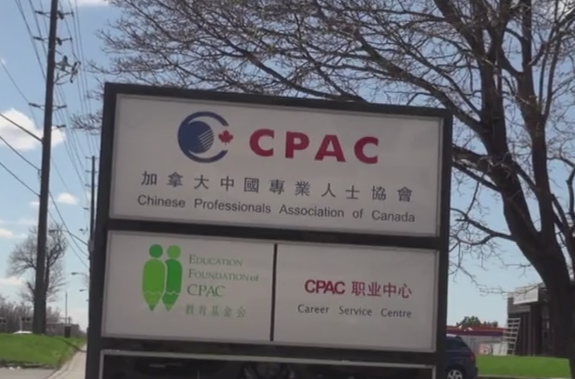 CPAC
加拿大中國專業人士協會
Chinese Professionals Association of Canada
EDUCATION
FOUNDATION OF
CPAC
教育基金会
CPAC 职业中心
Career Service Centre